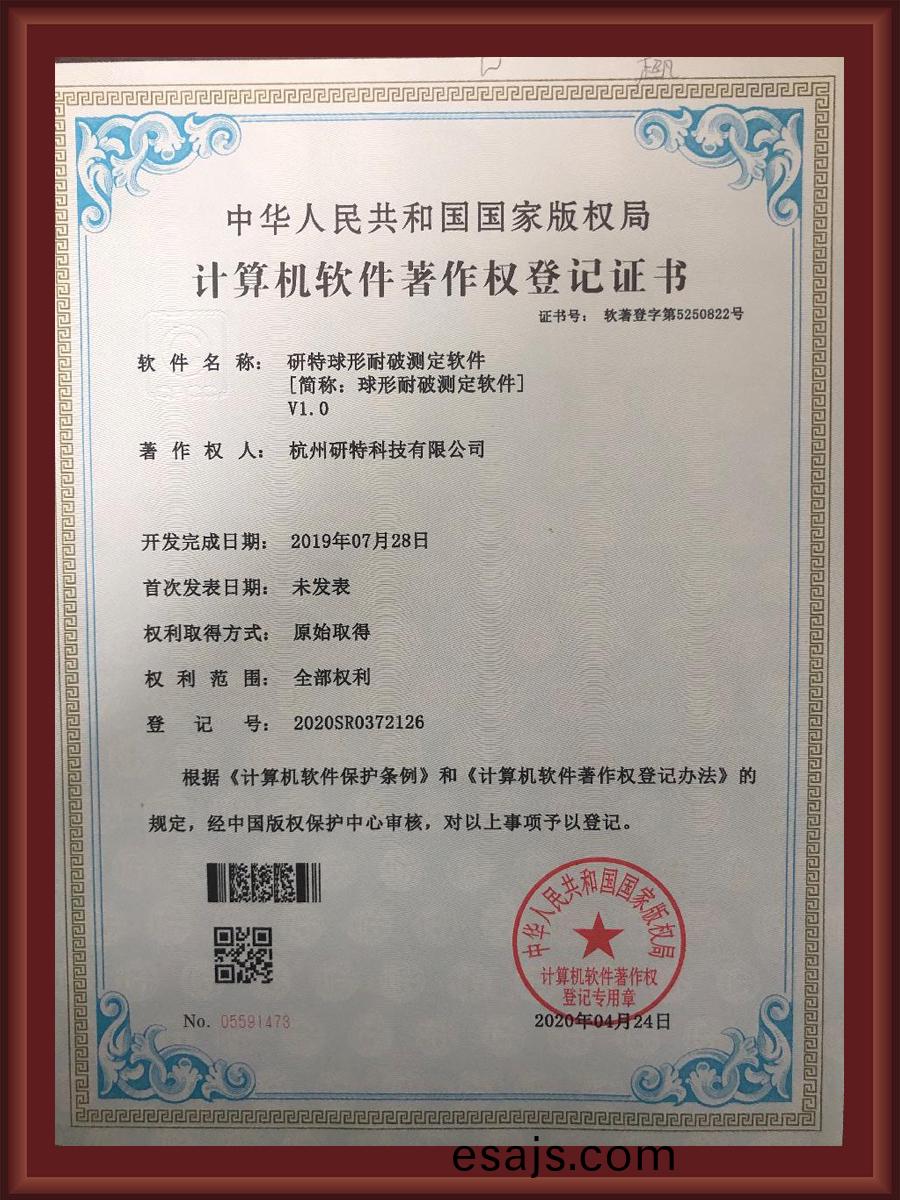 中华人民共和国国家版权局
计算机软件著作权登记证书
证书号： 软著登字第5250822号
软件名称： 研特球形耐破测定软件
[简称：球形耐破测定软件]
V1.0
著作权人： 杭州研特科技有限公司
开发完成日期： 2019年07月28日
首次发表日期： 未发表
权利取得方式： 原始取得
权利范围： 全部权利
登记号： 2020SR0372126
根据《计算机软件保护条例》和《计算机软件著作权登记办法》的
规定，经中国版权保护中心审核，对以上事项予以登记。
中华人民共和国国家版权局
计算机软件著作权
登记专用章
No. 05591473
2020年04月24日
esajs.com